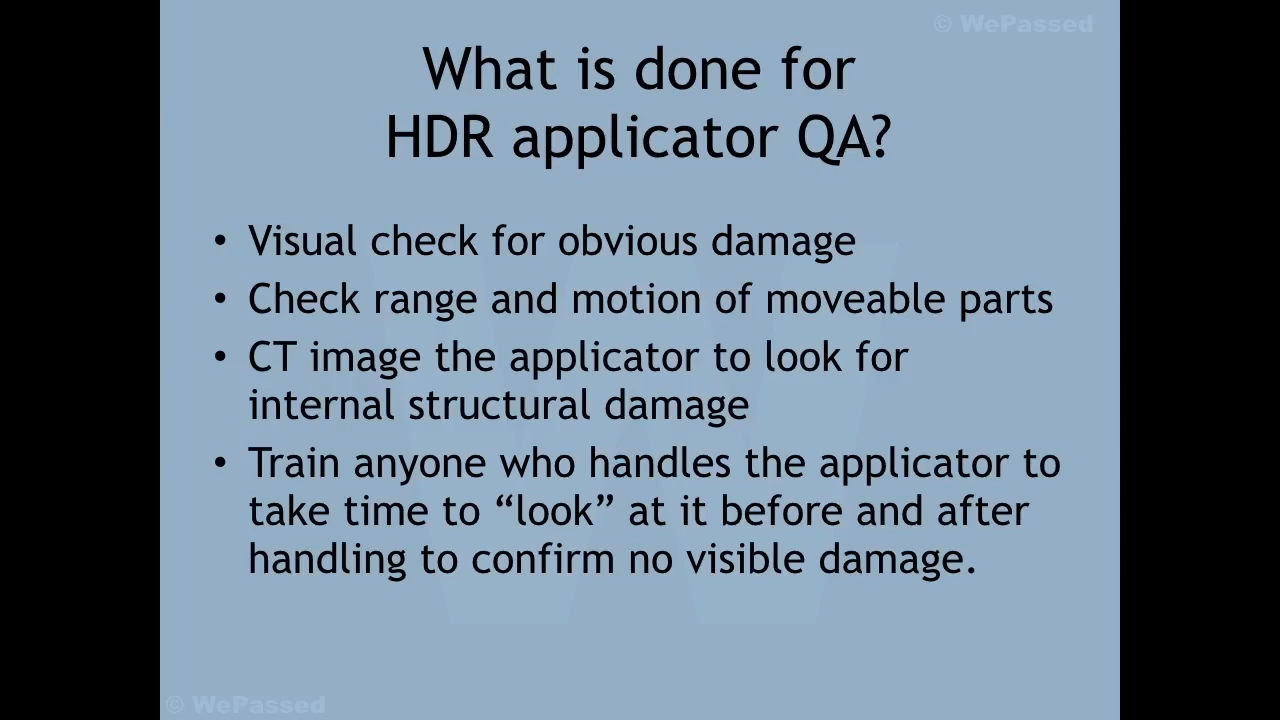 © WePassed
What is done for
HDR applicator QA?
• Visual check for obvious damage
• Check range and motion of moveable parts
• CT image the applicator to look for
internal structural damage
• Train anyone who handles the applicator to
take time to “look” at it before and after
handling to confirm no visible damage.
© WePassed